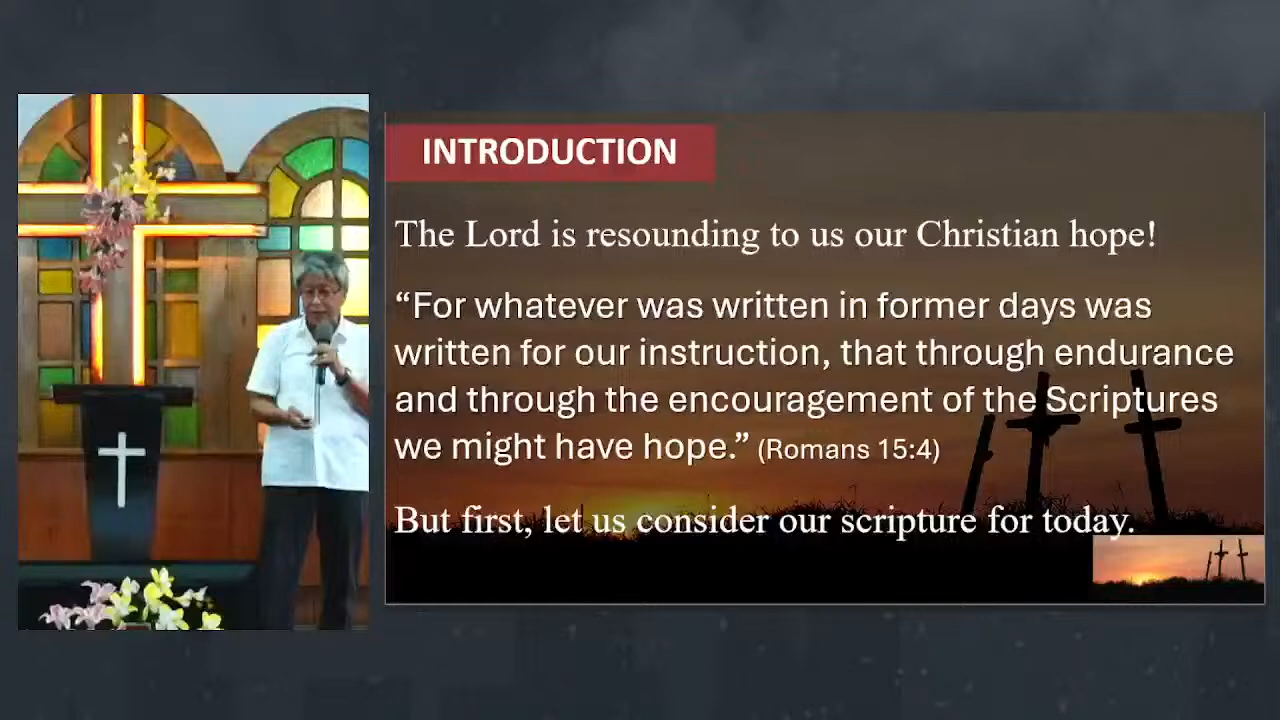 INTRODUCTION
The Lord is resounding to us our Christian hope!
“For whatever was written in former days was
written for our instruction, that through endurance
and through the encouragement of the Scriptures
we might have hope.” (Romans 15:4)
But first, let us consider our scripture for today.